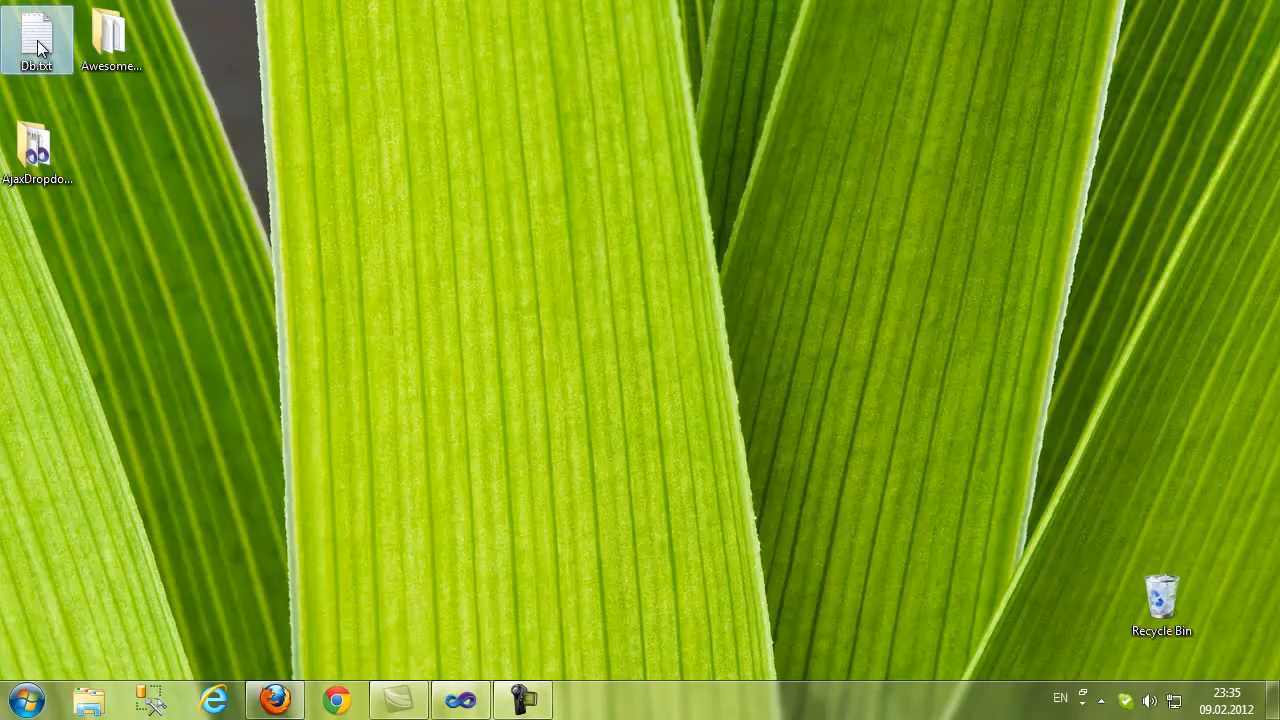 Db.txt
Awesome...
AjaxDropdo...
Recycle Bin
EN
23:35
09.02.2012